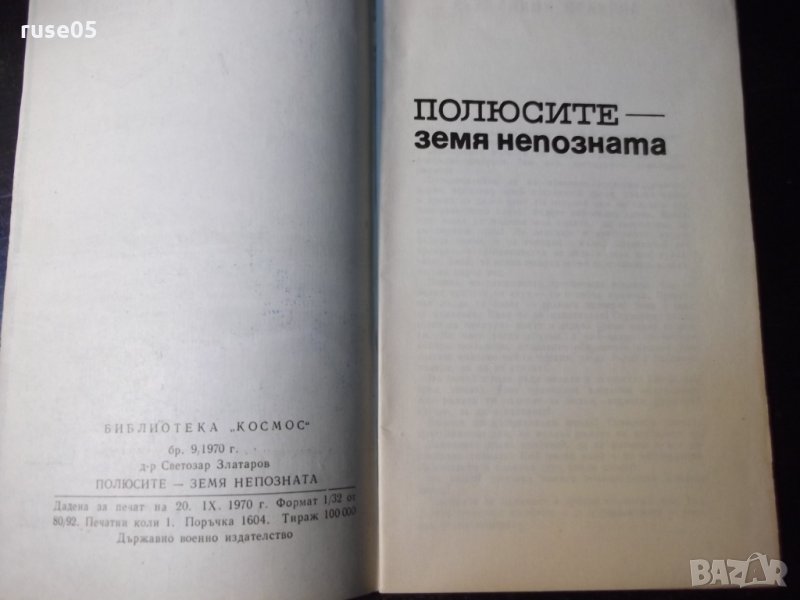 ruse05
БИБЛИОТЕКА „КОСМОС"
бр. 9,1970 г.
д-р Светозар Златаров
ПОЛЮСИТЕ — ЗЕМЯ НЕПОЗНАТА
Дадена за печат на 20. IX. 1970 г. Формат 1/32 от
80/92. Печатни коли 1. Поръчка 1604. Тираж 100 000
Държавно военно издателство
ПОЛЮСИТЕ —
земя непозната
BAZAR